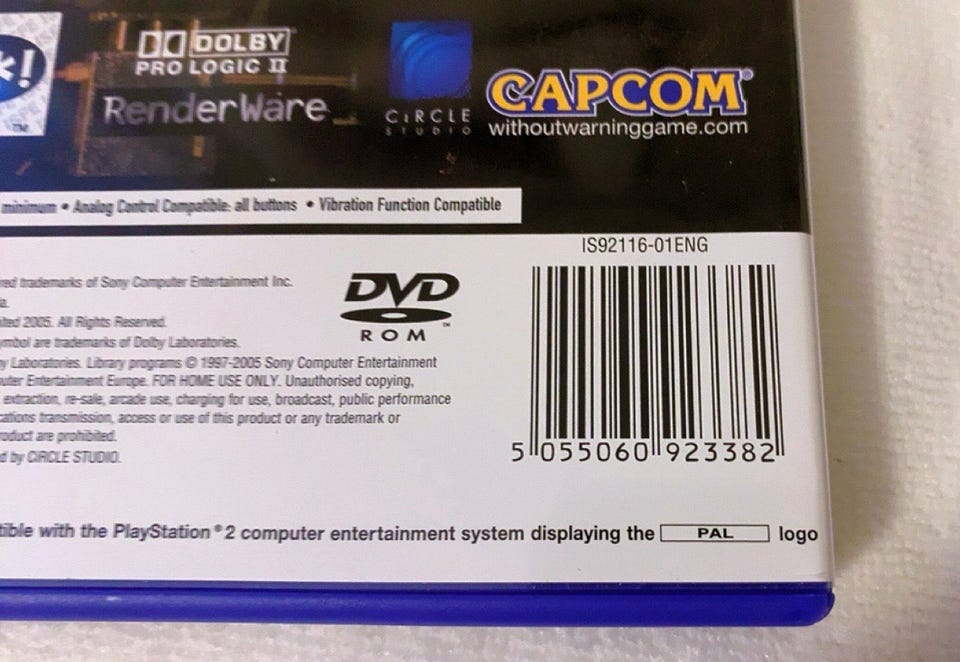 k!
TM
DOLBY
PRO LOGIC II
RenderWare
CiRCLE
STUDIO
CAPCOM®
withoutwarninggame.com
minimum • Analog Control Compatible: all buttons • Vibration Function Compatible
IS92116-01ENG
red trademarks of Sony Computer Entertainment Inc.
ited 2005. All Rights Reserved.
ymbol are trademarks of Dolby Laboratories.
y Laboratories. Library programs © 1997-2005 Sony Computer Entertainment
uter Entertainment Europe. FOR HOME USE ONLY. Unauthorised copying,
extraction, re-sale, arcade use, charging for use, broadcast, public performance
cations transmission, access or use of this product or any trademark or
roduct are prohibited.
d by CiRCLE STUDIO.
DVD
ROM™
5 055060 923382
tible with the PlayStation®2 computer entertainment system displaying the PAL logo